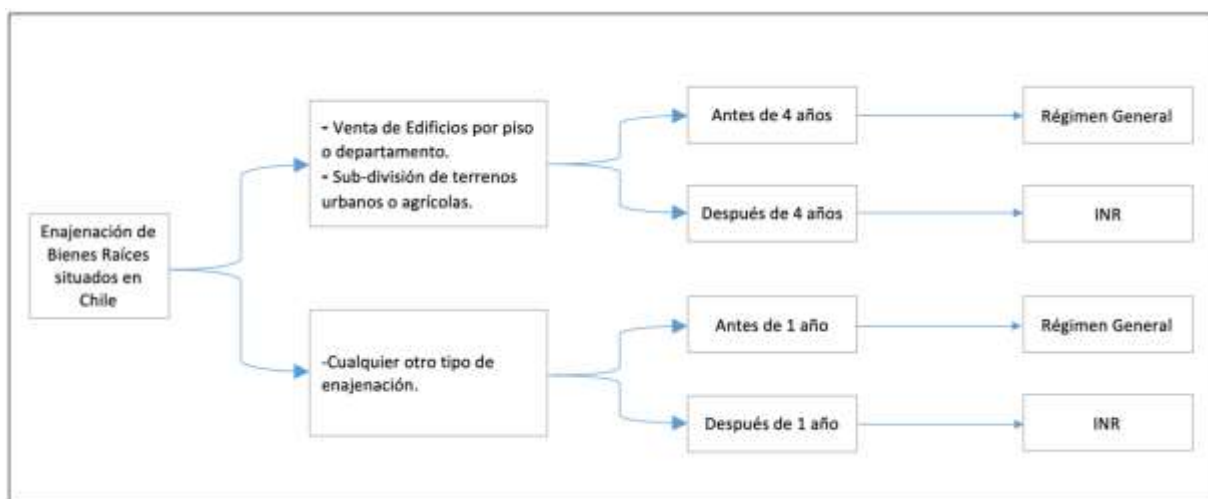 Enajenación de
Bienes Raíces
situados en
Chile
- Venta de Edificios por piso
o departamento.
- Sub-división de terrenos
urbanos o agrícolas.
Antes de 4 años
Régimen General
Después de 4 años
INR
-Cualquier otro tipo de
enajenación.
Antes de 1 año
Régimen General
Después de 1 año
INR